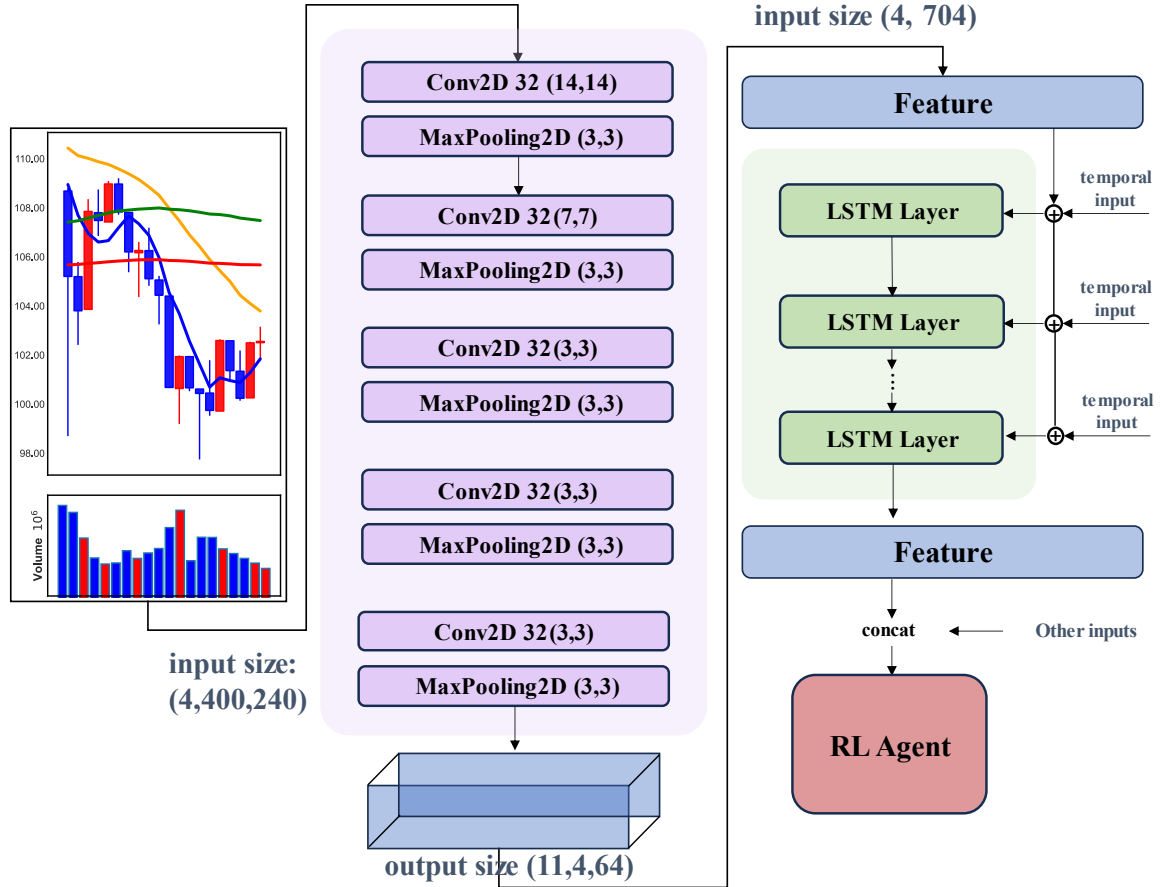 110.00
108.00
106.00
104.00
102.00
100.00
98.00
Volume 10^6
input size:
(4,400,240)
Conv2D 32 (14,14)
MaxPooling2D (3,3)
Conv2D 32(7,7)
MaxPooling2D (3,3)
Conv2D 32(3,3)
MaxPooling2D (3,3)
Conv2D 32(3,3)
MaxPooling2D (3,3)
Conv2D 32(3,3)
MaxPooling2D (3,3)
output size (11,4,64)
input size (4, 704)
Feature
LSTM Layer
temporal
input
LSTM Layer
temporal
input
LSTM Layer
temporal
input
Feature
concat
Other inputs
RL Agent